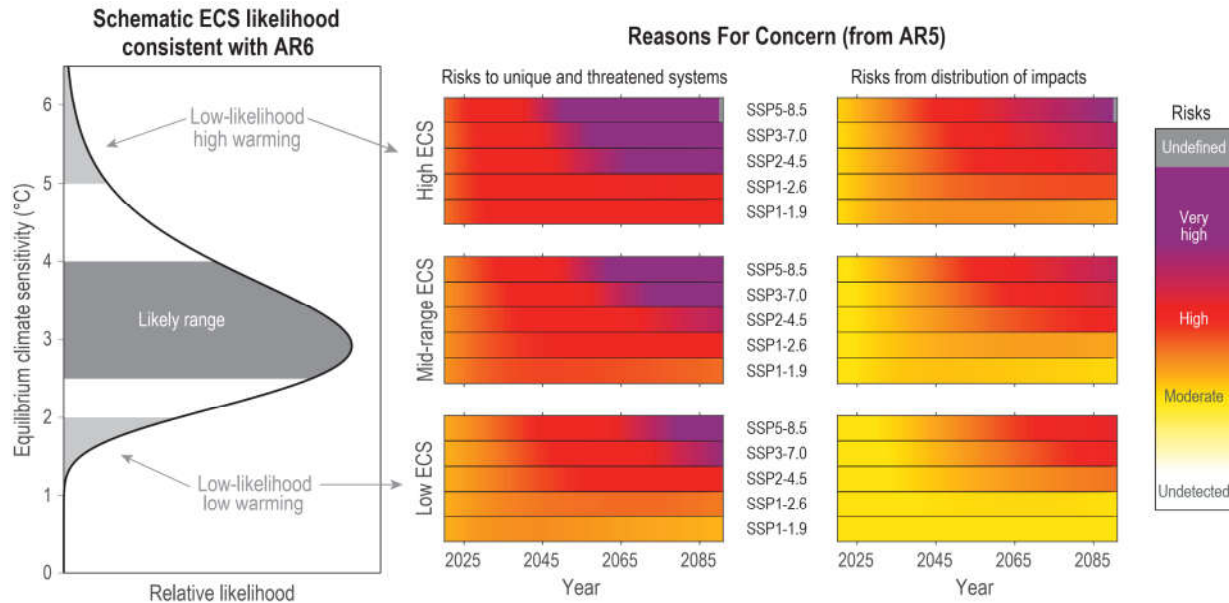 Schematic ECS likelihood
consistent with AR6
Equilibrium climate sensitivity (°C)
6
5
4
3
2
1
0
Low-likelihood
high warming
Likely range
Low-likelihood
low warming
Relative likelihood
Reasons For Concern (from AR5)
Risks to unique and threatened systems
Risks from distribution of impacts
High ECS
SSP5-8.5
SSP3-7.0
SSP2-4.5
SSP1-2.6
SSP1-1.9
Mid-range ECS
SSP5-8.5
SSP3-7.0
SSP2-4.5
SSP1-2.6
SSP1-1.9
Low ECS
SSP5-8.5
SSP3-7.0
SSP2-4.5
SSP1-2.6
SSP1-1.9
2025 2045 2065 2085
Year
2025 2045 2065 2085
Year
Risks
Undefined
Very
high
High
Moderate
Undetected